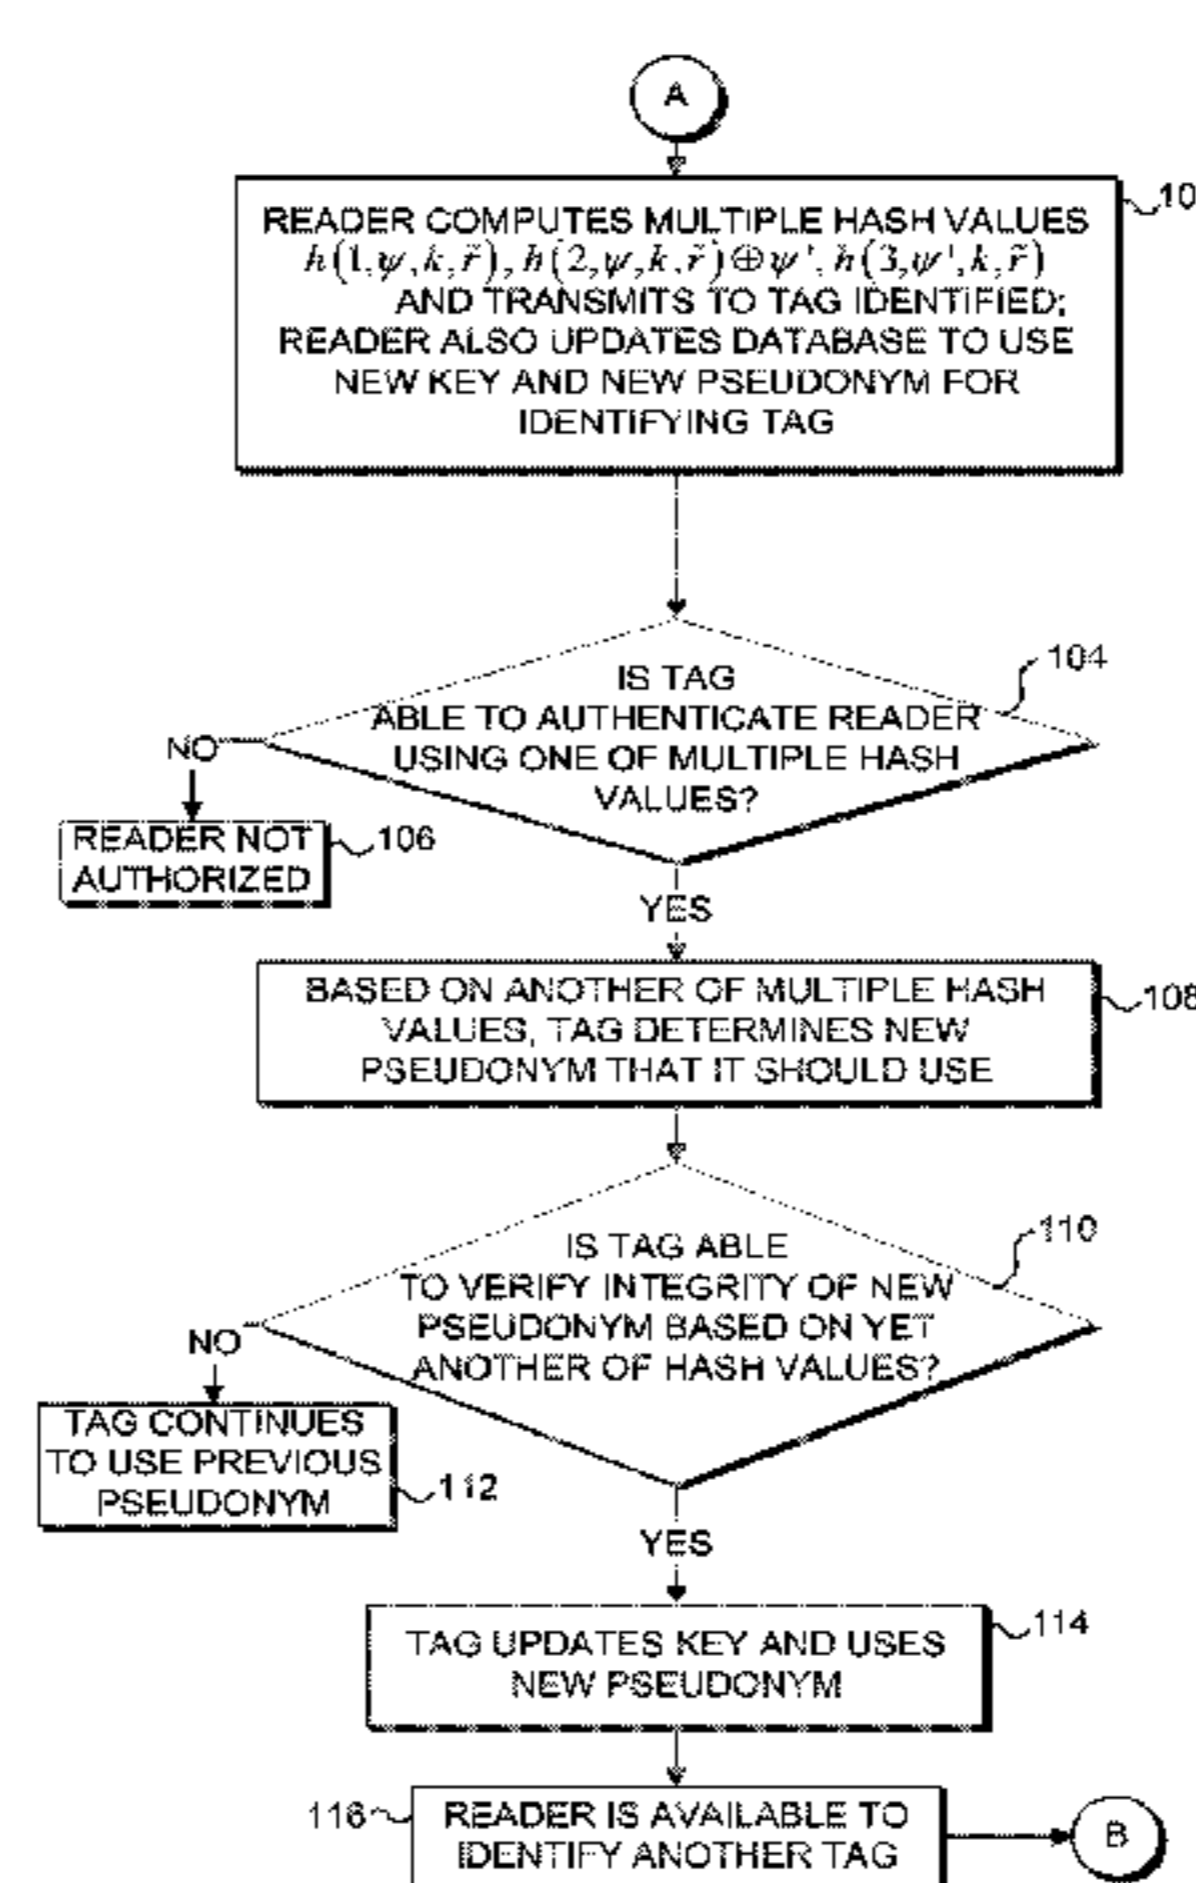 A
READER COMPUTES MULTIPLE HASH VALUES
h(1,ψ,k,r̃), h(2,ψ,k,r̃)⊕ψ', h(3,ψ',k,r̃)
AND TRANSMITS TO TAG IDENTIFIED;
READER ALSO UPDATES DATABASE TO USE
NEW KEY AND NEW PSEUDONYM FOR
IDENTIFYING TAG
10
IS TAG
ABLE TO AUTHENTICATE READER
USING ONE OF MULTIPLE HASH
VALUES?
104
NO
READER NOT
AUTHORIZED
106
YES
BASED ON ANOTHER OF MULTIPLE HASH
VALUES, TAG DETERMINES NEW
PSEUDONYM THAT IT SHOULD USE
108
IS TAG ABLE
TO VERIFY INTEGRITY OF NEW
PSEUDONYM BASED ON YET
ANOTHER OF HASH VALUES?
110
NO
TAG CONTINUES
TO USE PREVIOUS
PSEUDONYM
112
YES
TAG UPDATES KEY AND USES
NEW PSEUDONYM
114
116
READER IS AVAILABLE TO
IDENTIFY ANOTHER TAG
B